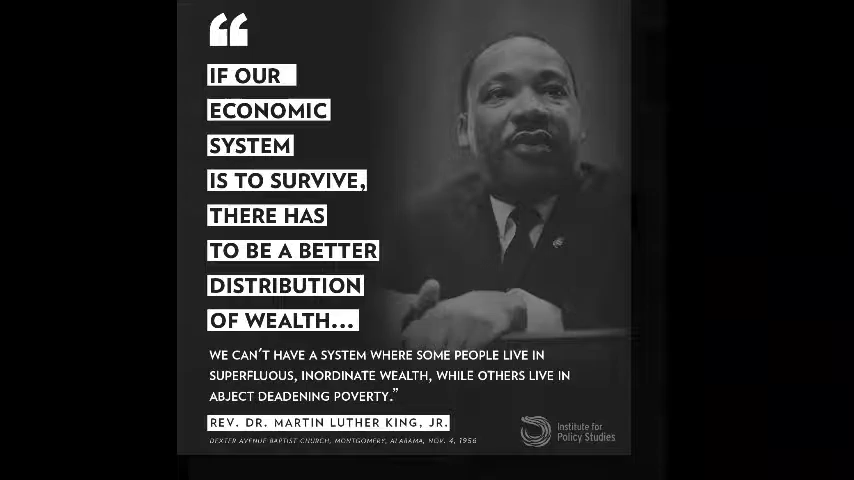 “
IF OUR
ECONOMIC
SYSTEM
IS TO SURVIVE,
THERE HAS
TO BE A BETTER
DISTRIBUTION
OF WEALTH...
WE CAN'T HAVE A SYSTEM WHERE SOME PEOPLE LIVE IN
SUPERFLUOUS, INORDINATE WEALTH, WHILE OTHERS LIVE IN
ABJECT DEADENING POVERTY.”
REV. DR. MARTIN LUTHER KING, JR.
DEXTER AVENUE BAPTIST CHURCH, MONTGOMERY, ALABAMA, NOV. 4, 1956
Institute for
Policy Studies